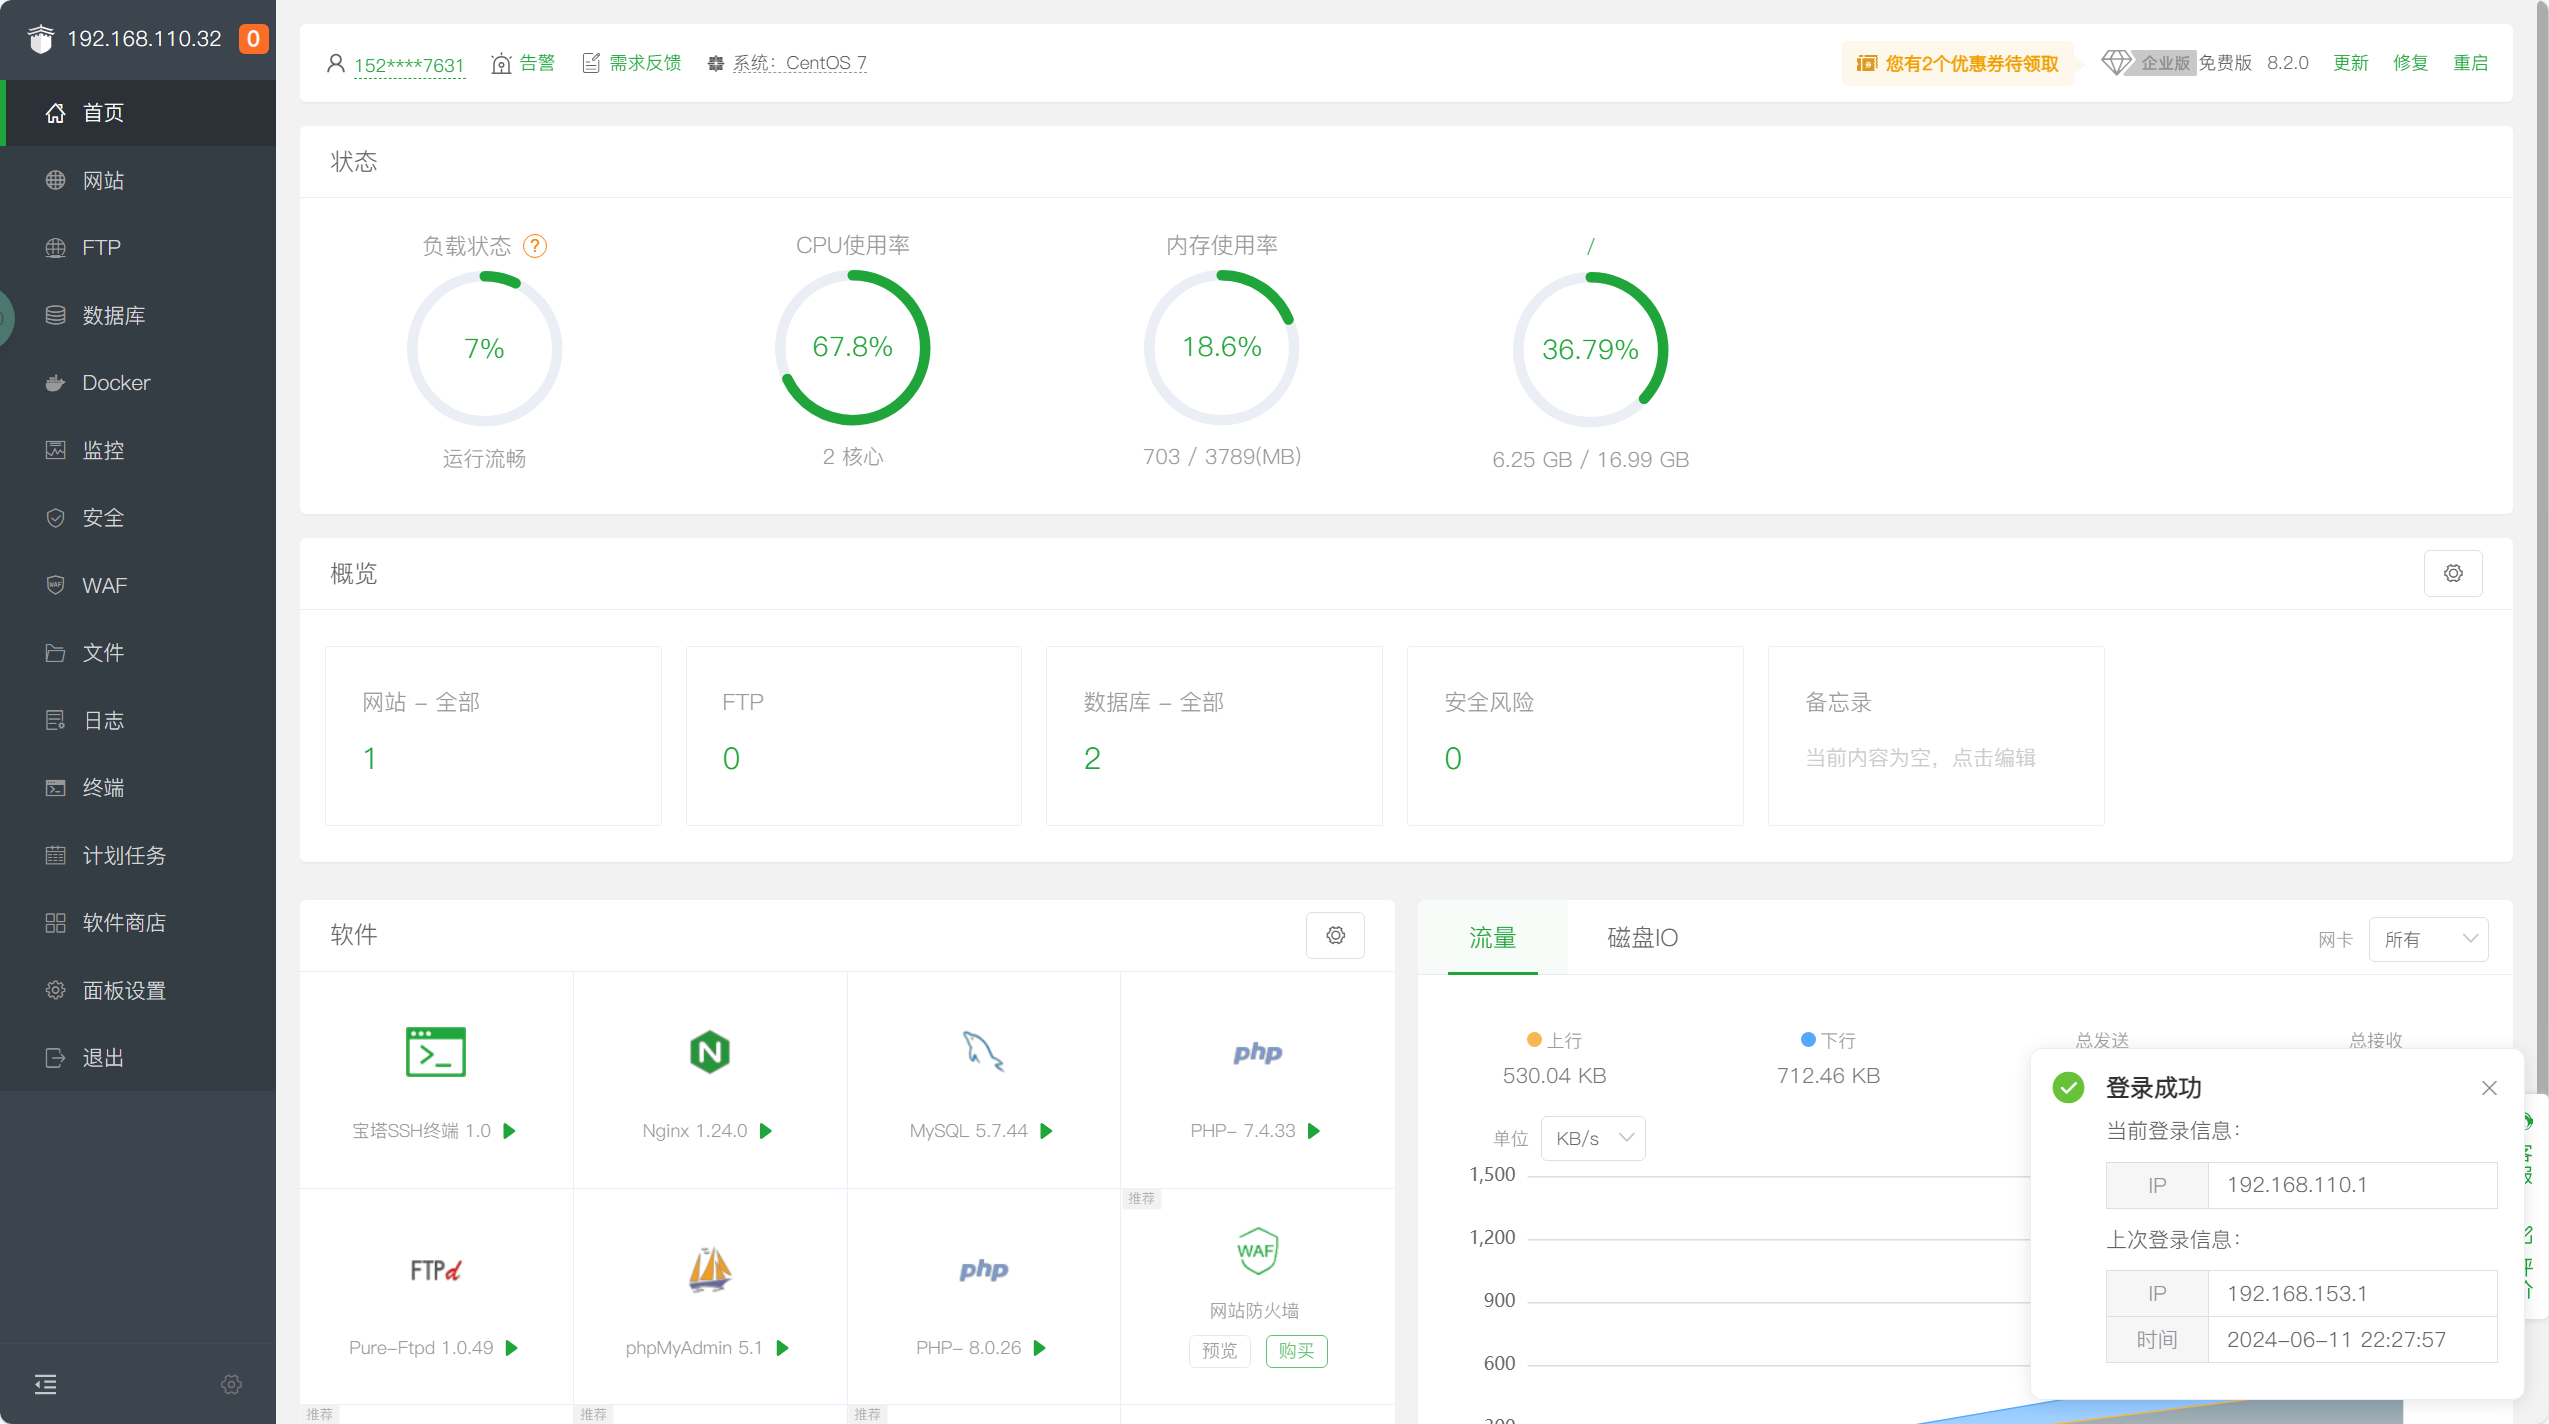 192.168.110.32 0
首页
网站
FTP
数据库
Docker
监控
安全
WAF
文件
日志
终端
计划任务
软件商店
面板设置
退出
152****7631 告警 需求反馈 系统: CentOS 7
您有2个优惠券待领取 企业版 免费版 8.2.0 更新 修复 重启
状态
负载状态 ? CPU使用率 内存使用率 /
7% 67.8% 18.6% 36.79%
运行流畅 2 核心 703 / 3789(MB) 6.25 GB / 16.99 GB
概览
网站 - 全部 FTP 数据库 - 全部 安全风险 备忘录
1 0 2 0 当前内容为空，点击编辑
软件
宝塔SSH终端 1.0 Nginx 1.24.0 MySQL 5.7.44 php PHP- 7.4.33
FTPd php 推荐 WAF
网站防火墙
Pure-Ftpd 1.0.49 phpMyAdmin 5.1 PHP- 8.0.26 预览 购买
推荐 推荐 推荐
流量 磁盘IO 网卡 所有
上行 下行 总发送 总接收
530.04 KB 712.46 KB
单位 KB/s
1,500
1,200
900
600
登录成功
当前登录信息:
IP 192.168.110.1
上次登录信息:
IP 192.168.153.1
时间 2024-06-11 22:27:57